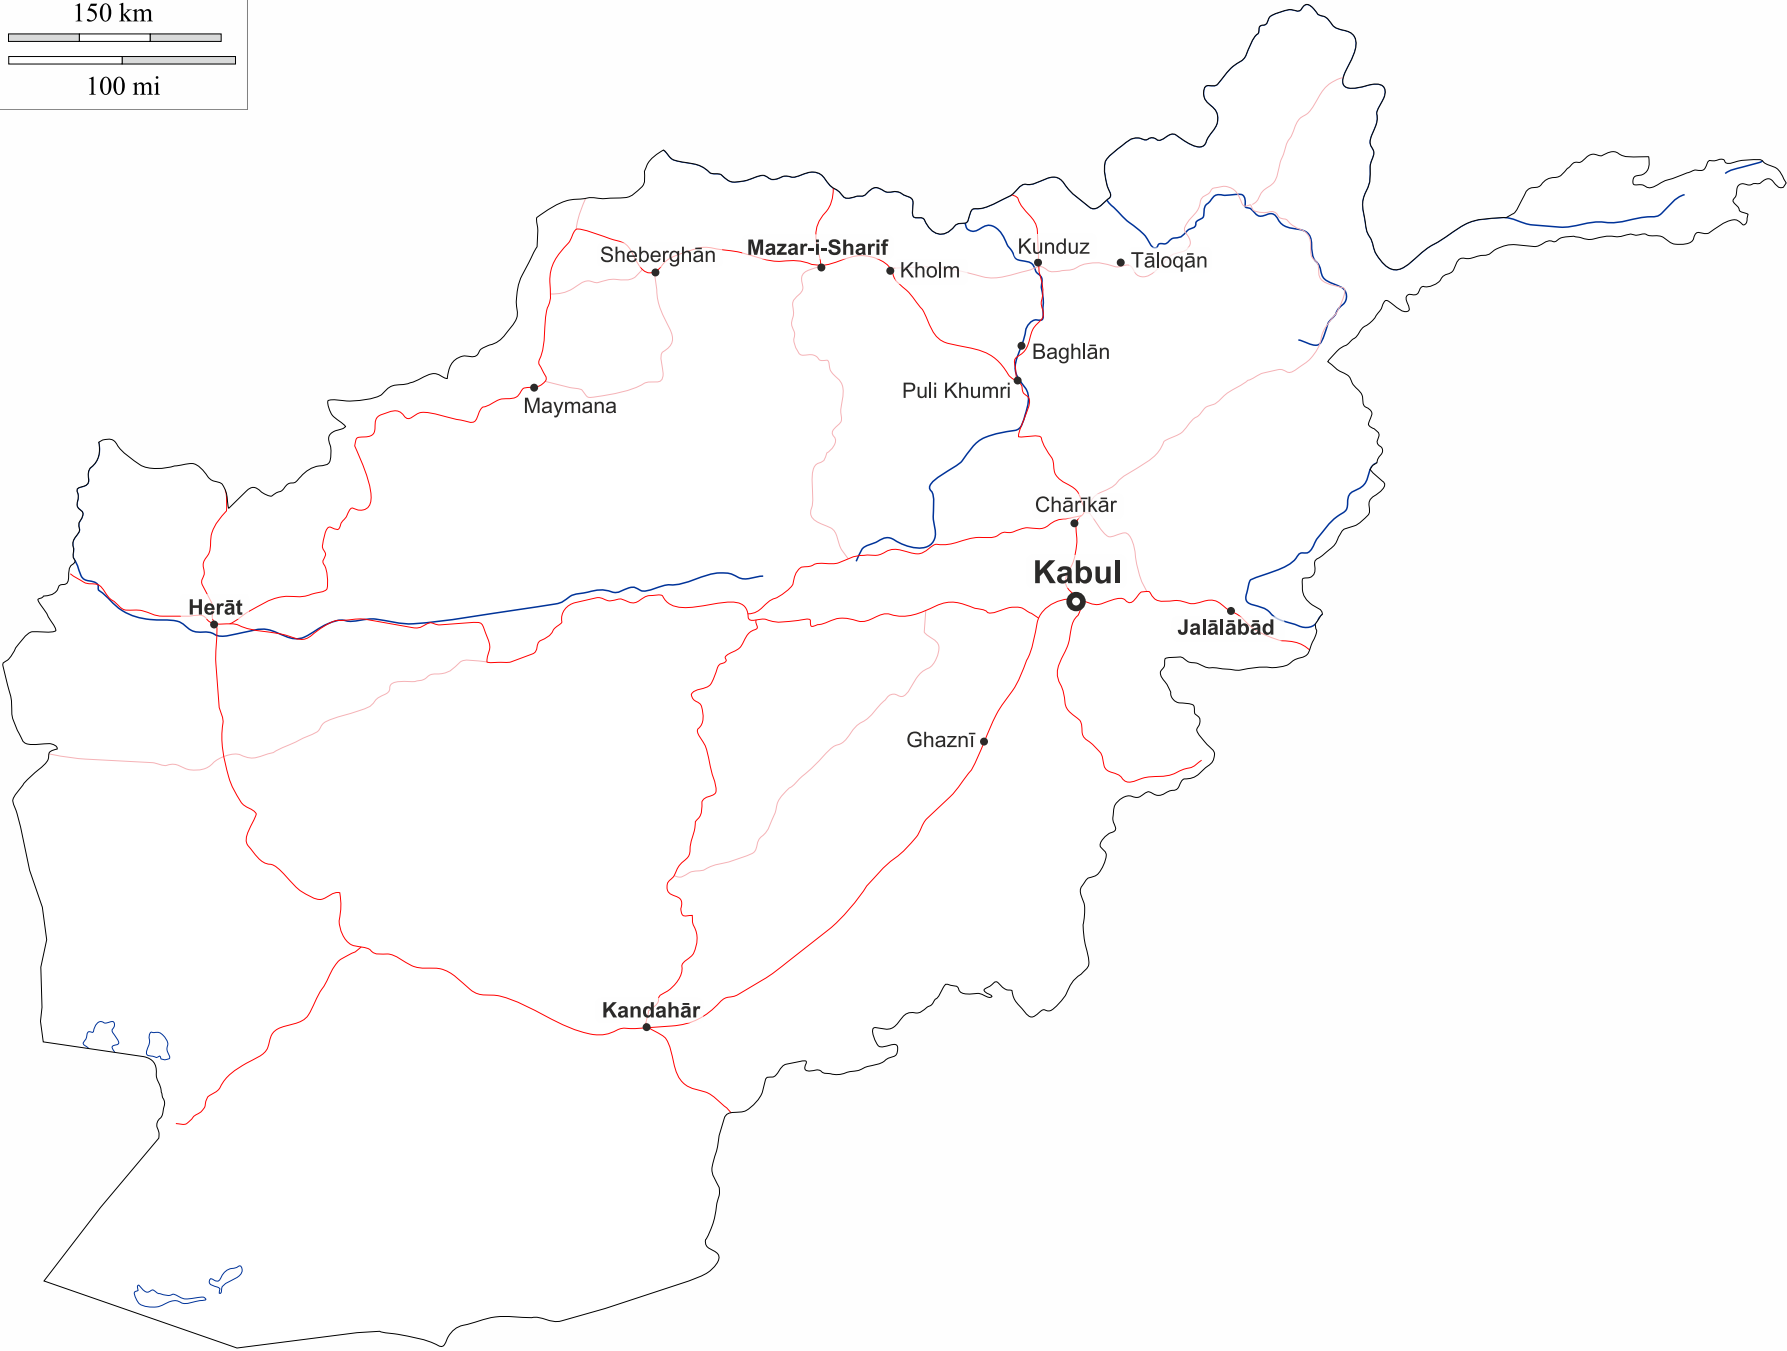 150 km
100 mi
Sheberghān
Mazar-i-Sharif
Kholm
Kunduz
Tāloqān
Baghlān
Puli Khumri
Maymana
Chārīkār
Kabul
Herāt
Jalālābād
Ghaznī
Kandahār